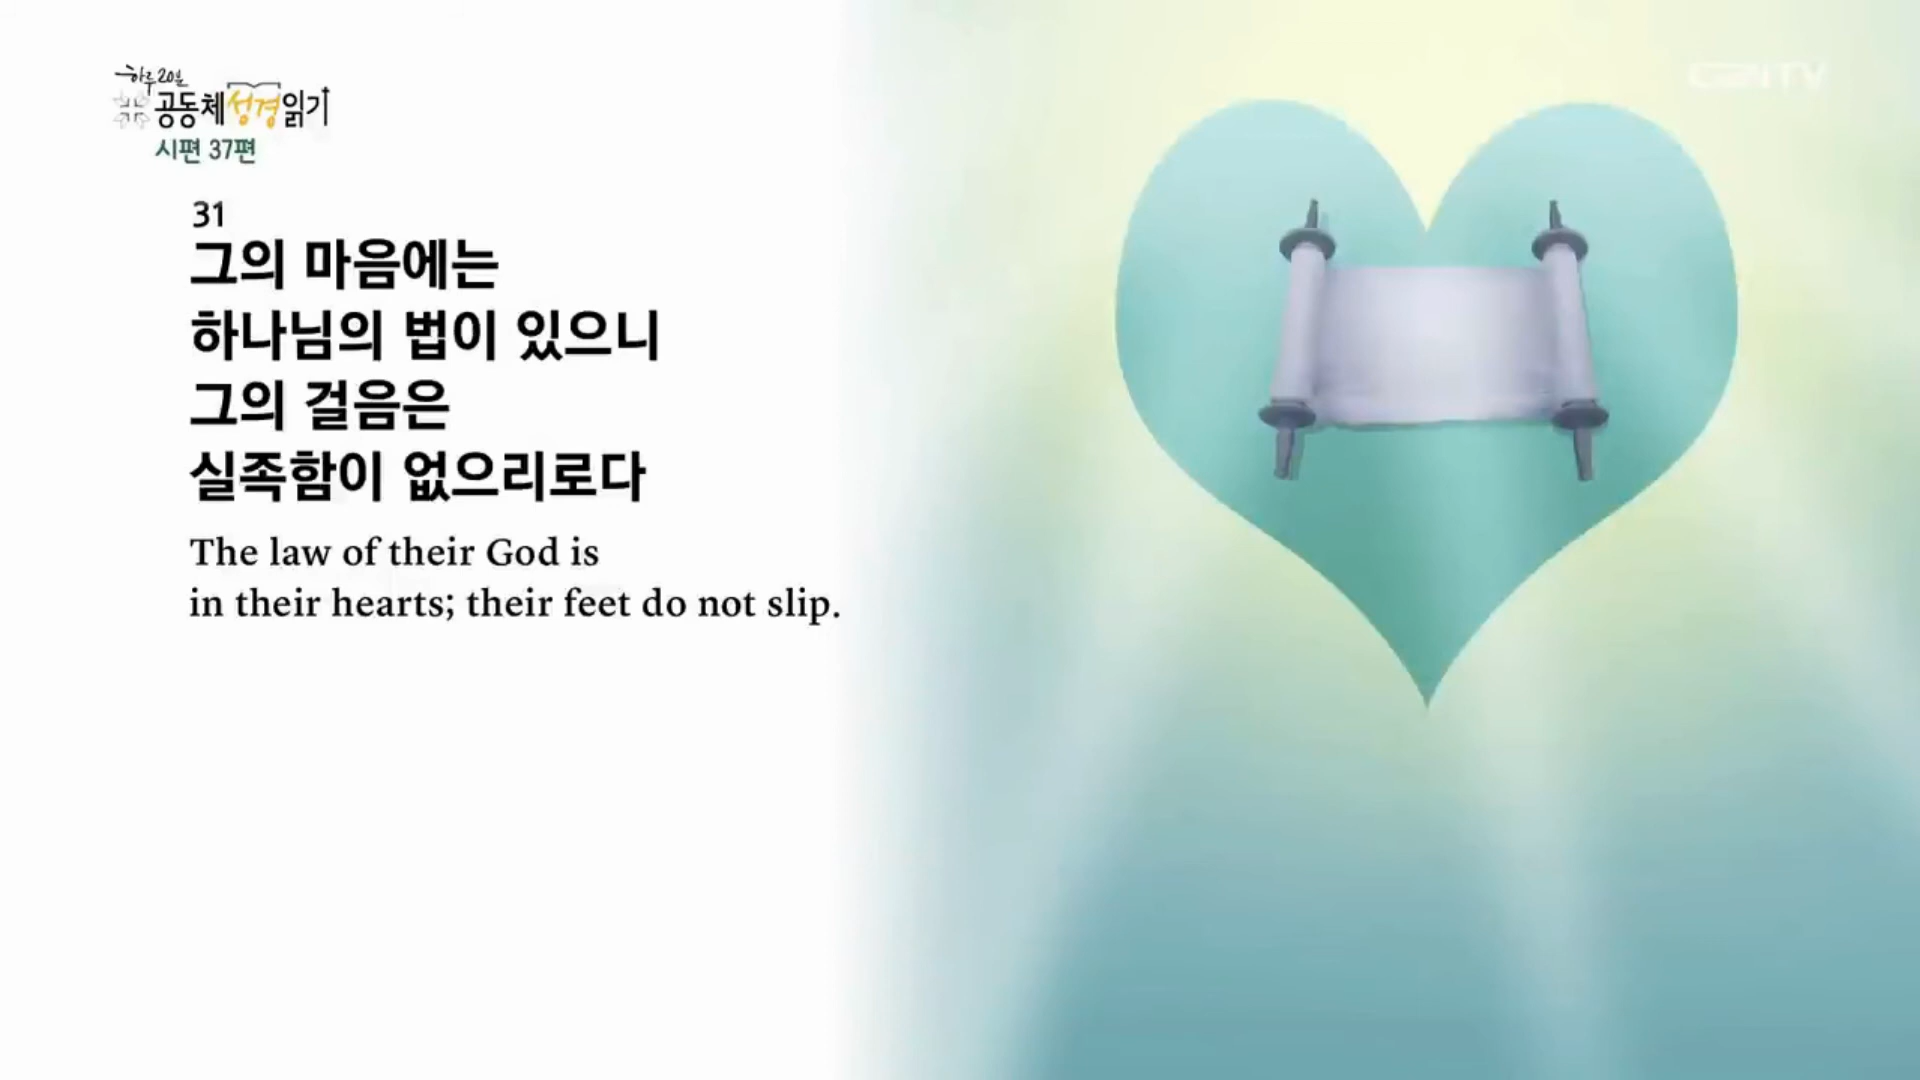 하루 20분
공동체성경읽기
시편 37편
CGNTV
31
그의 마음에는
하나님의 법이 있으니
그의 걸음은
실족함이 없으리로다
The law of their God is
in their hearts; their feet do not slip.